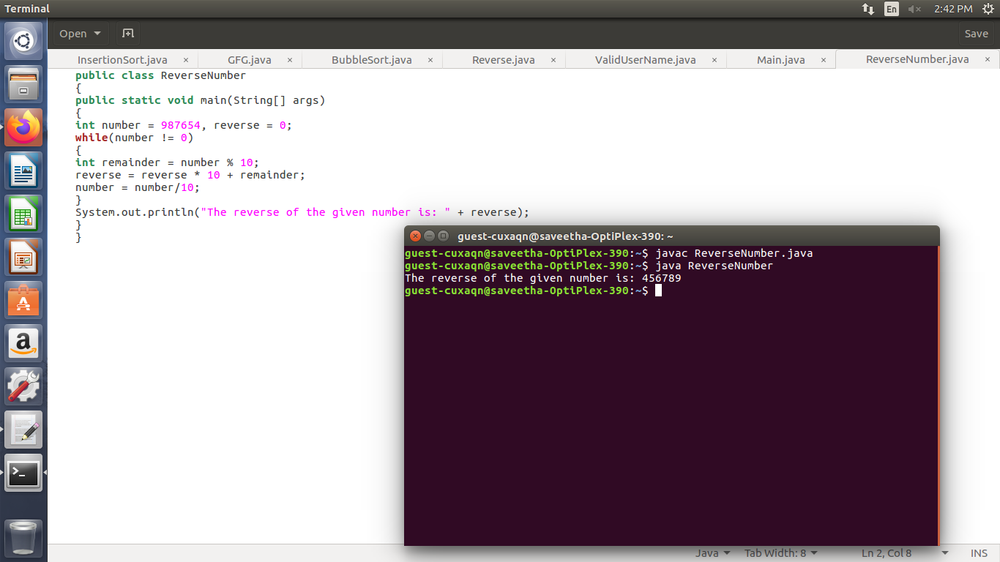 Terminal
En
2:42 PM
Open
Save
InsertionSort.java × GFG.java × BubbleSort.java × Reverse.java × ValidUserName.java × Main.java × ReverseNumber.java ×
public class ReverseNumber
{
public static void main(String[] args)
{
int number = 987654, reverse = 0;
while(number != 0)
{
int remainder = number % 10;
reverse = reverse * 10 + remainder;
number = number/10;
}
System.out.println("The reverse of the given number is: " + reverse);
}
}
guest-cuxaqn@saveetha-OptiPlex-390: ~
guest-cuxaqn@saveetha-OptiPlex-390:~$ javac ReverseNumber.java
guest-cuxaqn@saveetha-OptiPlex-390:~$ java ReverseNumber
The reverse of the given number is: 456789
guest-cuxaqn@saveetha-OptiPlex-390:~$
a
>_
Java Tab Width: 8 Ln 2, Col 8 INS